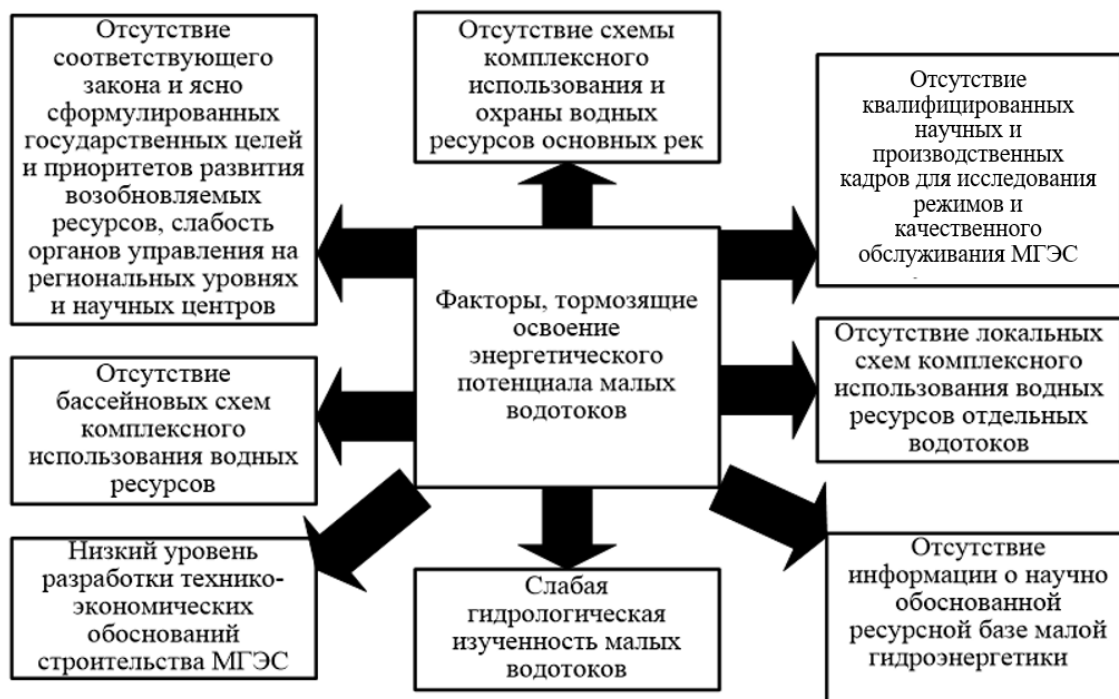 Отсутствие
соответствующего
закона и ясно
сформулированных
государственных целей
и приоритетов развития
возобновляемых
ресурсов, слабость
органов управления на
региональных уровнях
и научных центров
Отсутствие схемы
комплексного
использования и
охраны водных
ресурсов основных рек
Отсутствие
квалифицированных
научных и
производственных
кадров для исследования
режимов и
качественного
обслуживания МГЭС
Факторы, тормозящие
освоение
энергетического
потенциала малых
водотоков
Отсутствие
бассейновых схем
комплексного
использования водных
ресурсов
Отсутствие локальных
схем комплексного
использования водных
ресурсов отдельных
водотоков
Низкий уровень
разработки технико-
экономических
обоснований
строительства МГЭС
Слабая
гидрологическая
изученность малых
водотоков
Отсутствие
информации о научно
обоснованной
ресурсной базе малой
гидроэнергетики